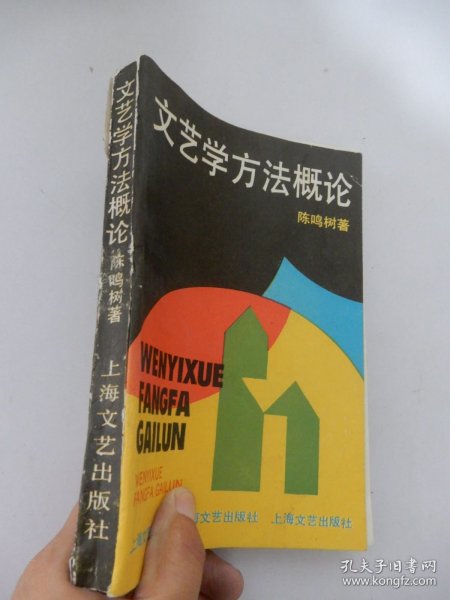 文艺学方法概论
陈鸣树著
上海文艺出版社
文艺学方法概论
陈鸣树著
WENYIXUE
FANGFA
GAILUN
WENYIXUE
FANGFA GAILUN
海文艺出版社 上海文艺出版社
上海文
孔夫子旧书网
www.kongfz.com